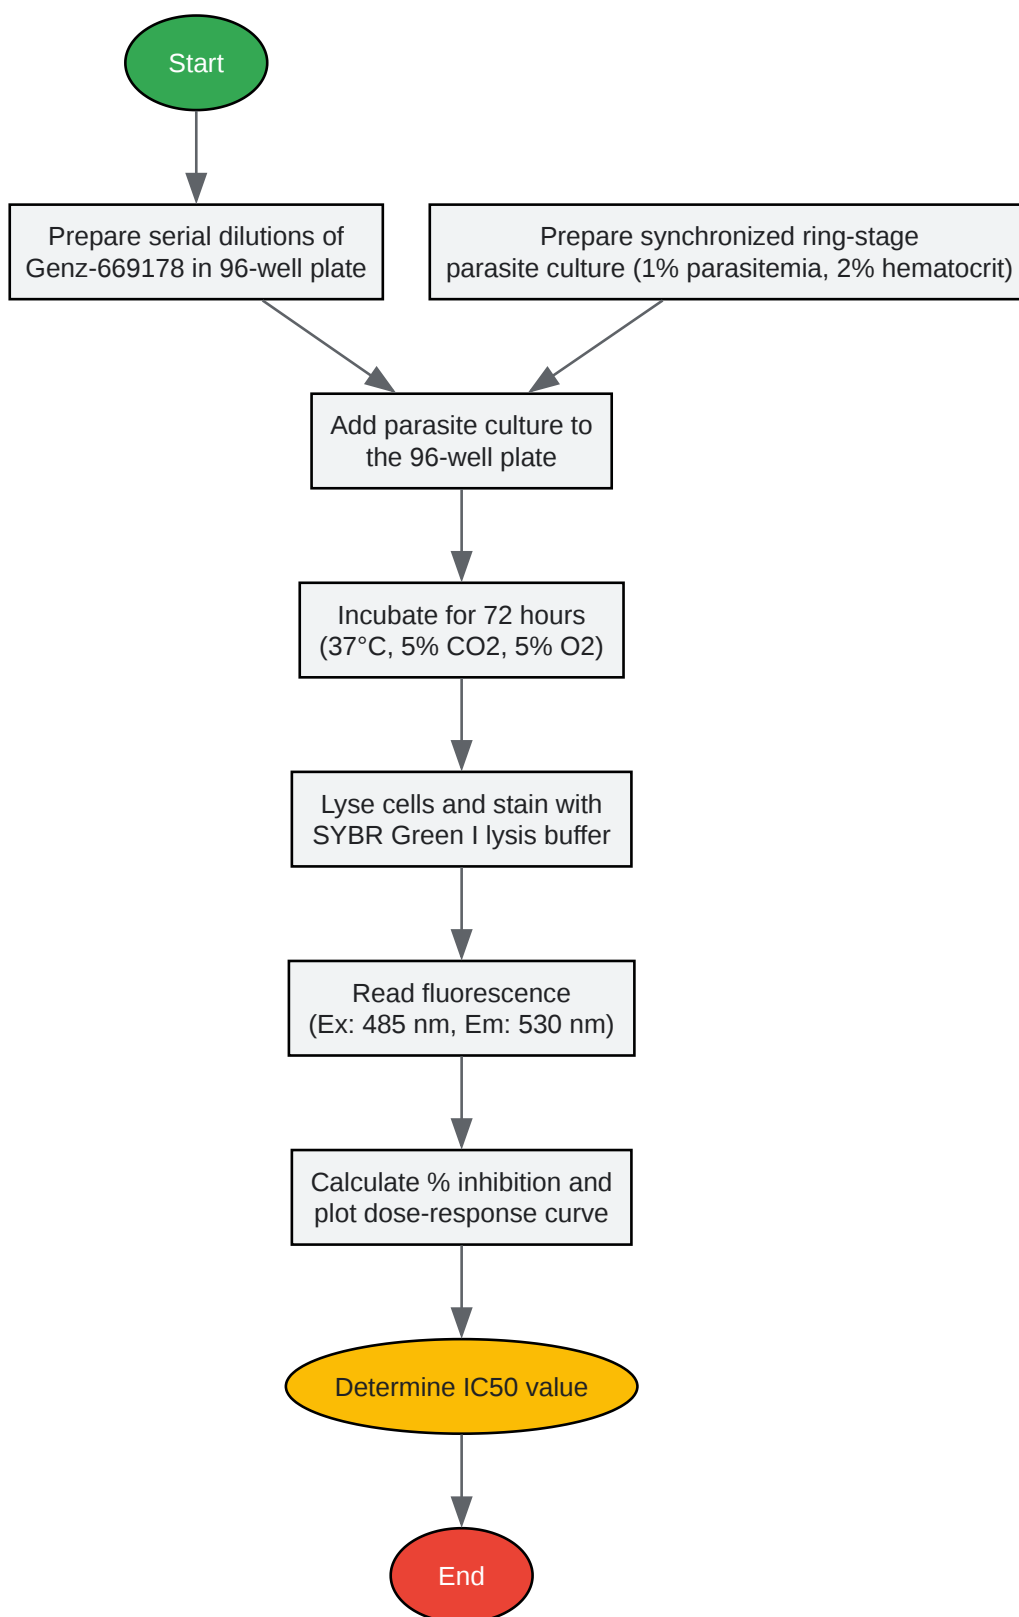 Start
Prepare serial dilutions of
Genz-669178 in 96-well plate
Prepare synchronized ring-stage
parasite culture (1% parasitemia, 2% hematocrit)
Add parasite culture to
the 96-well plate
Incubate for 72 hours
(37°C, 5% CO2, 5% O2)
Lyse cells and stain with
SYBR Green I lysis buffer
Read fluorescence
(Ex: 485 nm, Em: 530 nm)
Calculate % inhibition and
plot dose-response curve
Determine IC50 value
End